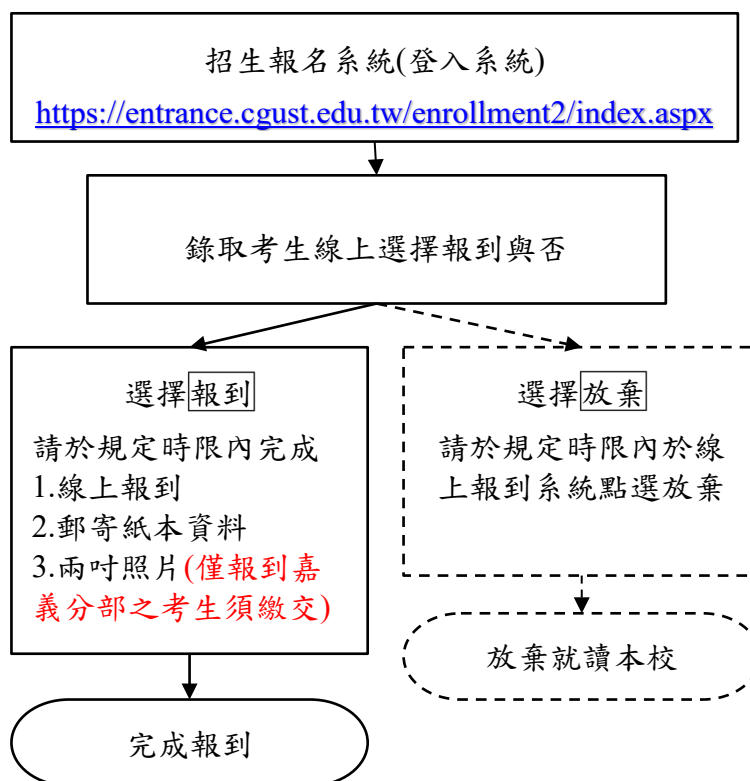 招生報名系統(登入系統)
https://entrance.cgust.edu.tw/enrollment2/index.aspx
錄取考生線上選擇報到與否
選擇報到
請於規定時限內完成
1.線上報到
2.郵寄紙本資料
3.兩吋照片(僅報到嘉
義分部之考生須繳交)
完成報到
選擇放棄
請於規定時限內於線
上報到系統點選放棄
放棄就讀本校